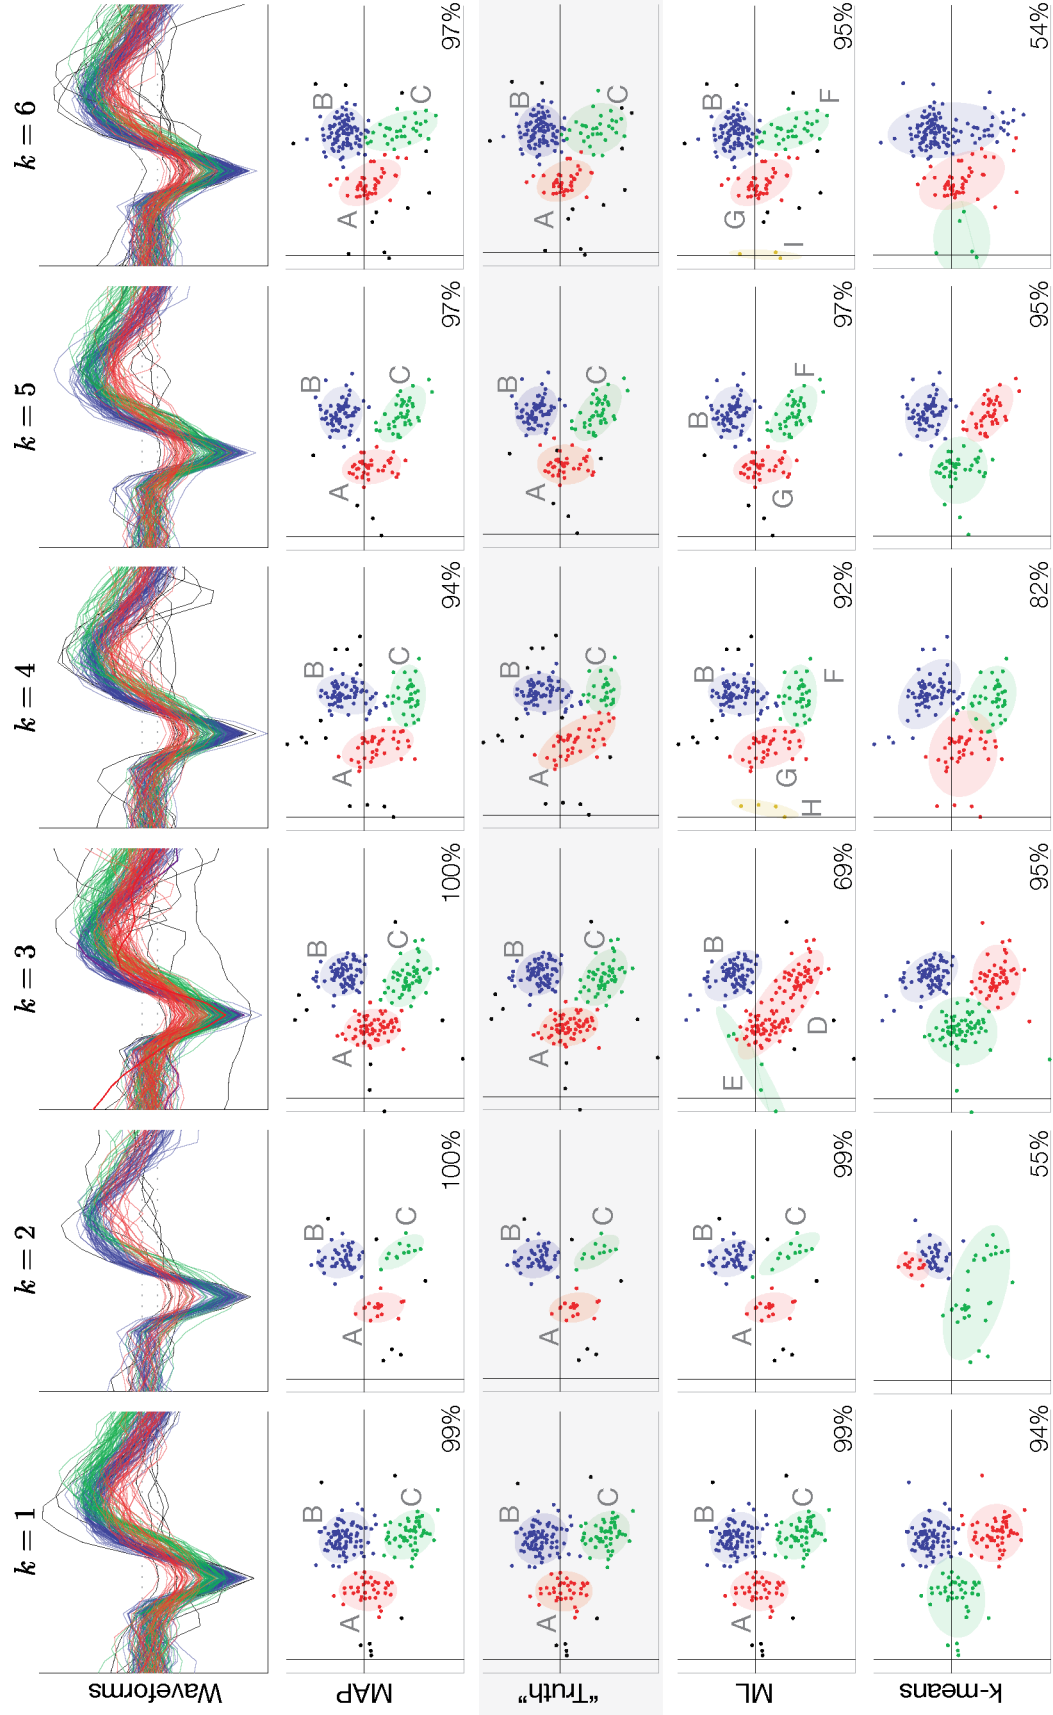 k = 1
k = 2
k = 3
k = 4
k = 5
k = 6
Waveforms
MAP
A
B
C
99%
A
B
C
100%
A
B
C
100%
A
B
C
94%
A
B
C
97%
A
B
C
97%
“Truth”
A
B
C
A
B
C
A
B
C
A
B
C
A
B
C
A
B
C
ML
A
B
C
99%
A
B
C
99%
E
B
D
69%
B
G
H
F
92%
B
G
F
97%
B
G
I
F
95%
k-means
94%
55%
95%
82%
95%
54%